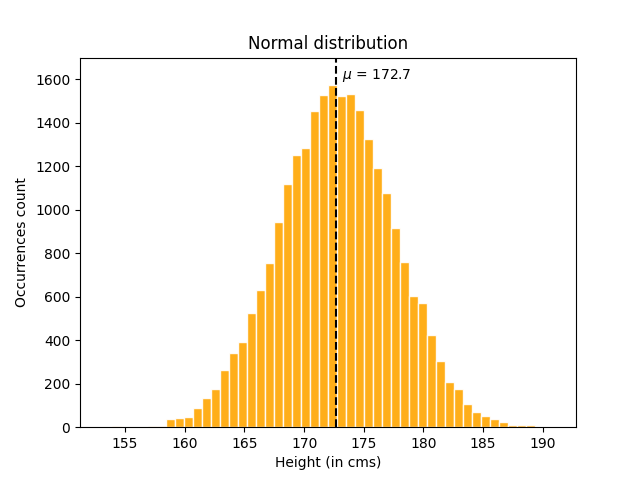 Normal distribution
μ = 172.7
Occurrences count
1600
1400
1200
1000
800
600
400
200
0
155 160 165 170 175 180 185 190
Height (in cms)